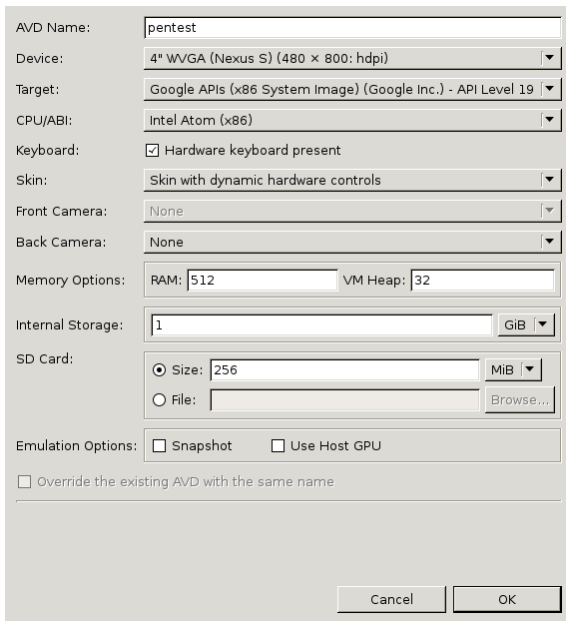 AVD Name: pentest
Device: 4" WVGA (Nexus S) (480 × 800: hdpi)
Target: Google APIs (x86 System Image) (Google Inc.) - API Level 19
CPU/ABI: Intel Atom (x86)
Keyboard: Hardware keyboard present
Skin: Skin with dynamic hardware controls
Front Camera: None
Back Camera: None
Memory Options: RAM: 512 VM Heap: 32
Internal Storage: 1 GiB
SD Card:
Size: 256 MiB
File: Browse...
Emulation Options: Snapshot Use Host GPU
Override the existing AVD with the same name
Cancel OK